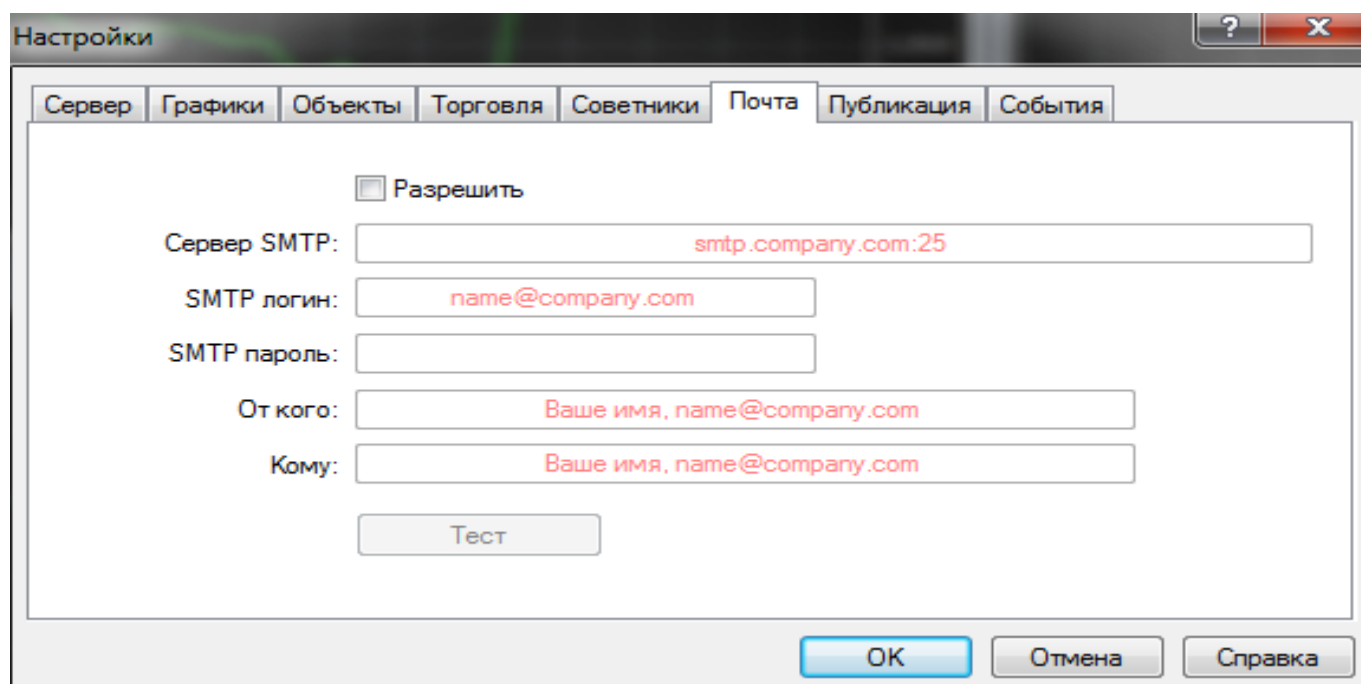 Настройки
? X
Сервер Графики Объекты Торговля Советники Почта Публикация События
Разрешить
Сервер SMTP: smtp.company.com:25
SMTP логин: name@company.com
SMTP пароль:
От кого: Ваше имя, name@company.com
Кому: Ваше имя, name@company.com
Тест
OK Отмена Справка